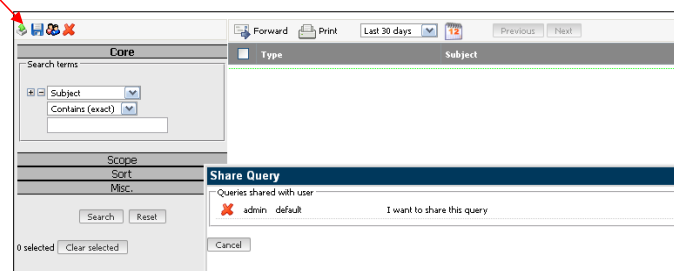 Forward Print Last 30 days 12 Previous Next
Core
Type Subject
Search terms
Subject
Contains (exact)
Scope
Sort
Misc.
Share Query
Queries shared with user
admin default I want to share this query
Search Reset
Cancel
0 selected Clear selected